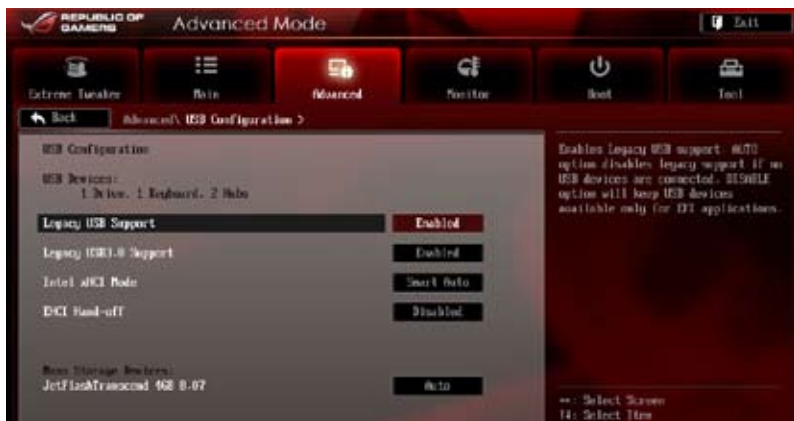 REPUBLIC OF
GAMERS
Advanced Mode
Exit
Extreme Tweaker
Main
Advanced
Monitor
Boot
Tool
Back
Advanced\ USB Configuration >
USB Configuration
USB Devices:
1 Drive, 1 Keyboard, 2 Hubs
Legacy USB Support
Enabled
Legacy USB3.0 Support
Enabled
Intel xHCI Mode
Smart Auto
EHCI Hand-off
Disabled
Mass Storage Devices:
JetFlashTranscend 4GB 8.07
Auto
Enables Legacy USB support. AUTO
option disables legacy support if no
USB devices are connected. DISABLE
option will keep USB devices
available only for EFI applications.
: Select Screen
: Select Item